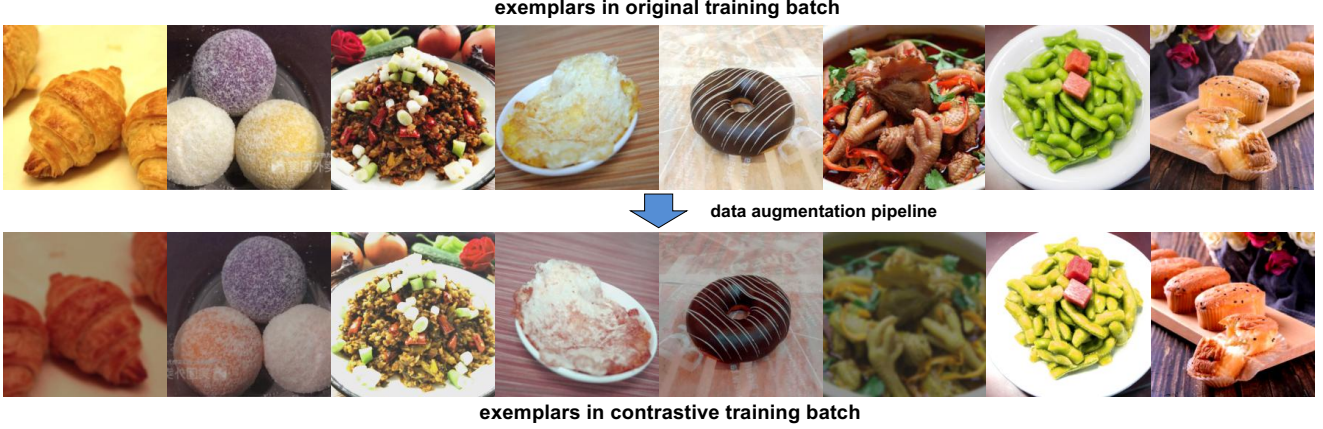 exemplars in original training batch
data augmentation pipeline
exemplars in contrastive training batch